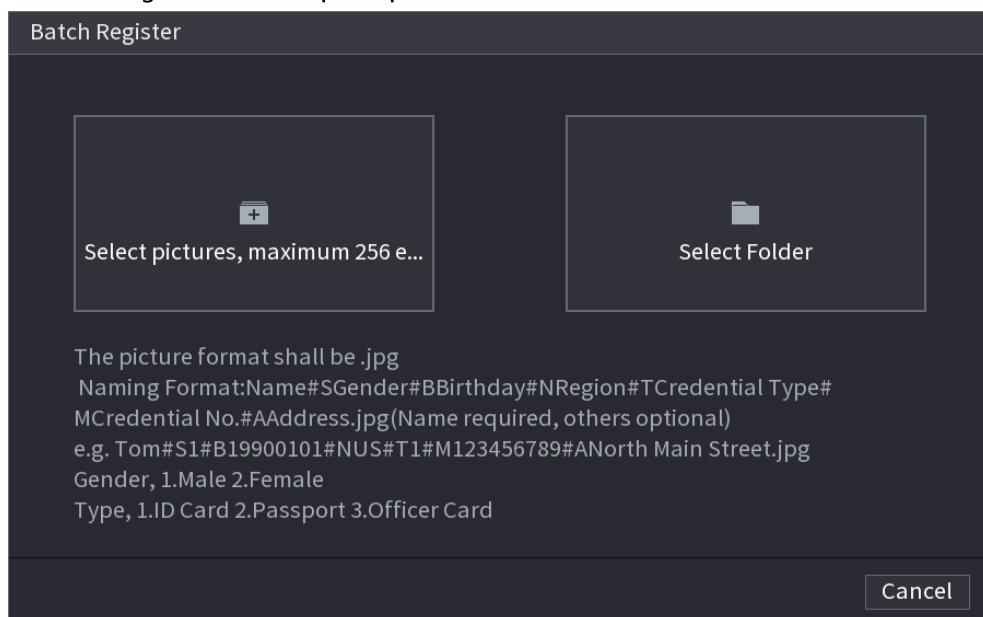 Batch Register
Select pictures, maximum 256 e...
Select Folder
The picture format shall be .jpg
Naming Format:Name#SGender#BBirthday#NRegion#TCredential Type#
MCredential No.#AAddress.jpg(Name required, others optional)
e.g. Tom#S1#B19900101#NUS#T1#M123456789#ANorth Main Street.jpg
Gender, 1.Male 2.Female
Type, 1.ID Card 2.Passport 3.Officer Card
Cancel